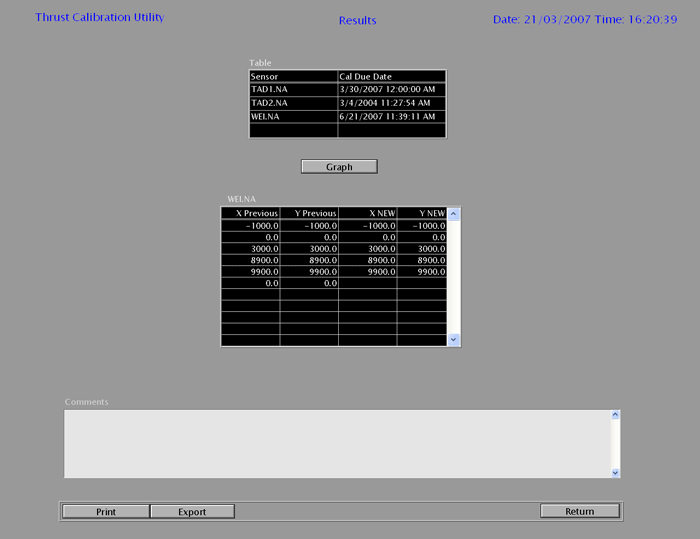 Thrust Calibration Utility Results Date: 21/03/2007 Time: 16:20:39
Table
Sensor Cal Due Date
TAD1.NA 3/30/2007 12:00:00 AM
TAD2.NA 3/4/2004 11:27:54 AM
WEI.NA 6/21/2007 11:39:11 AM
Graph
WEI.NA
X Previous Y Previous X NEW Y NEW
-1000.0 -1000.0 -1000.0 -1000.0
0.0 0.0 0.0 0.0
3000.0 3000.0 3000.0 3000.0
8900.0 8900.0 8900.0 8900.0
9900.0 9900.0 9900.0 9900.0
0.0 0.0
Comments
Print Export Return